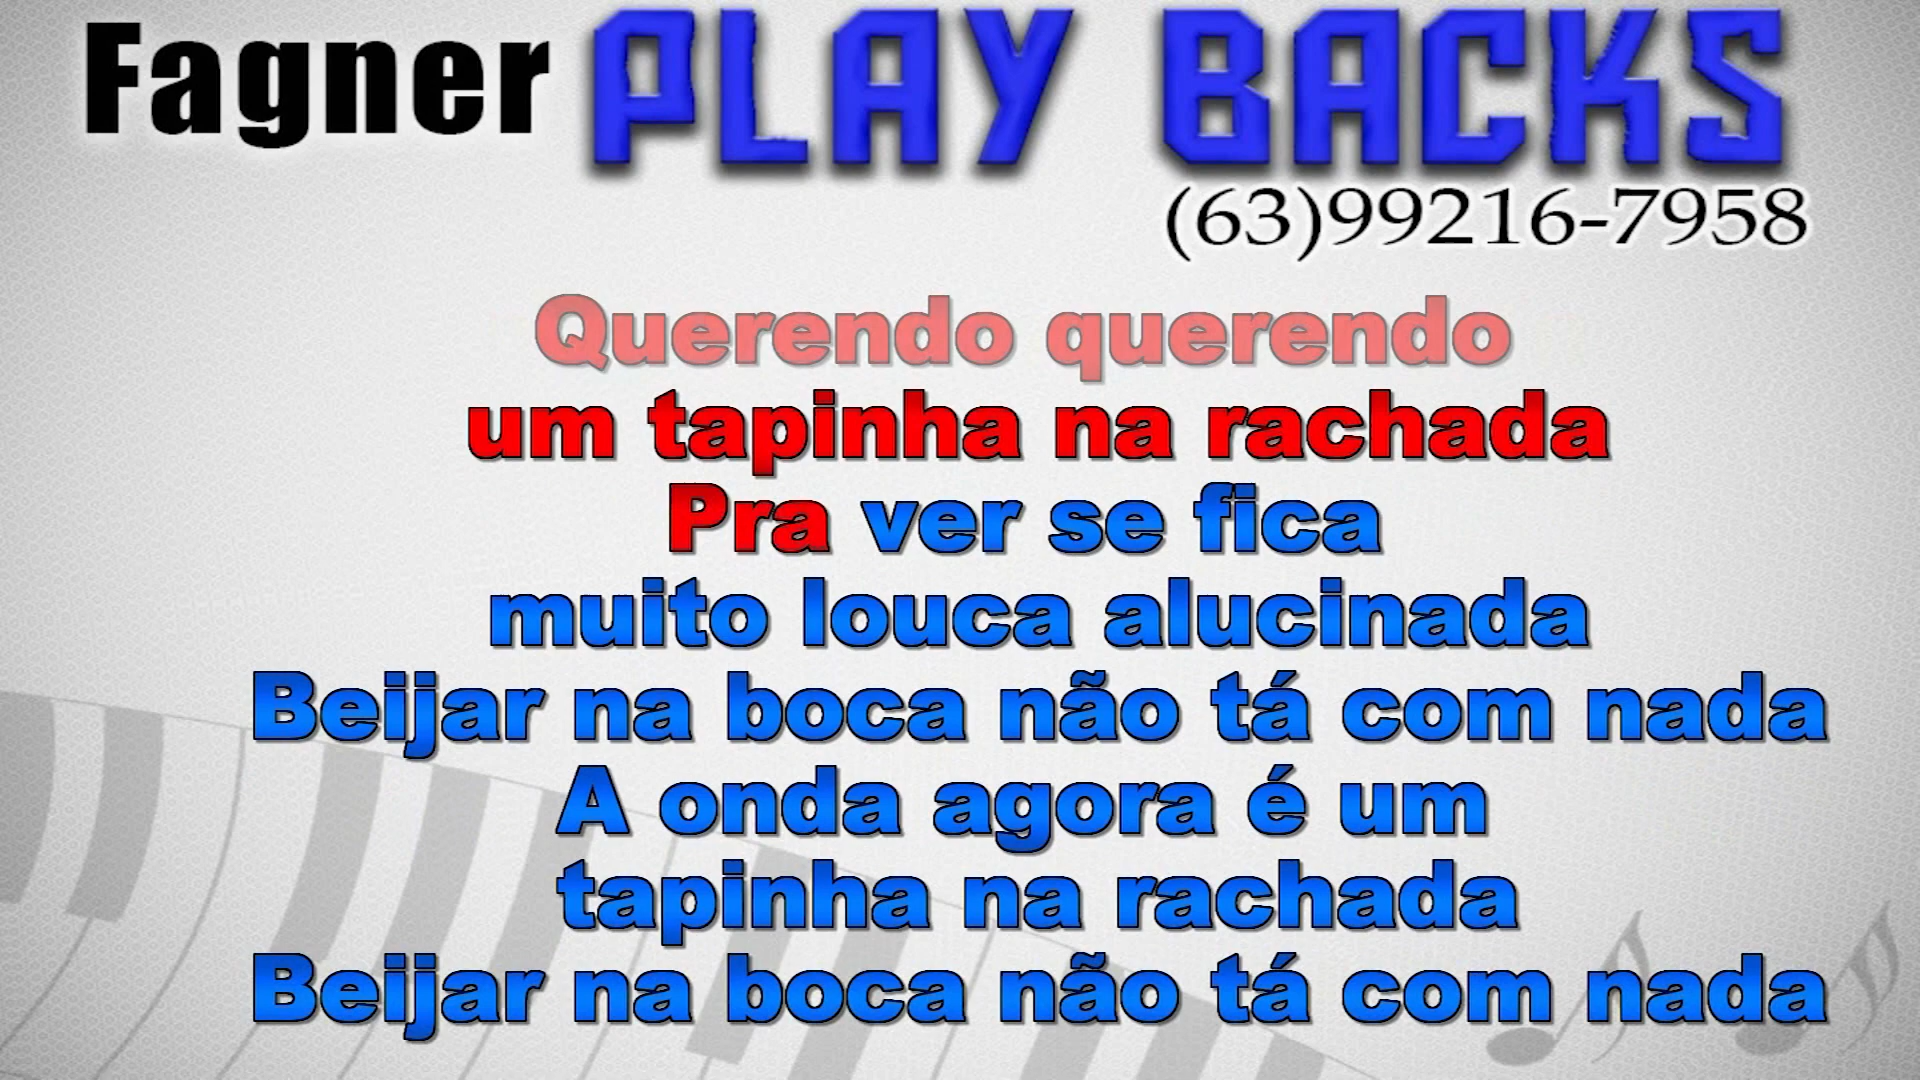 Fagner PLAY BACKS
(63)99216-7958
Querendo querendo
um tapinha na rachada
Pra ver se fica
muito louca alucinada
Beijar na boca não tá com nada
A onda agora é um
tapinha na rachada
Beijar na boca não tá com nada